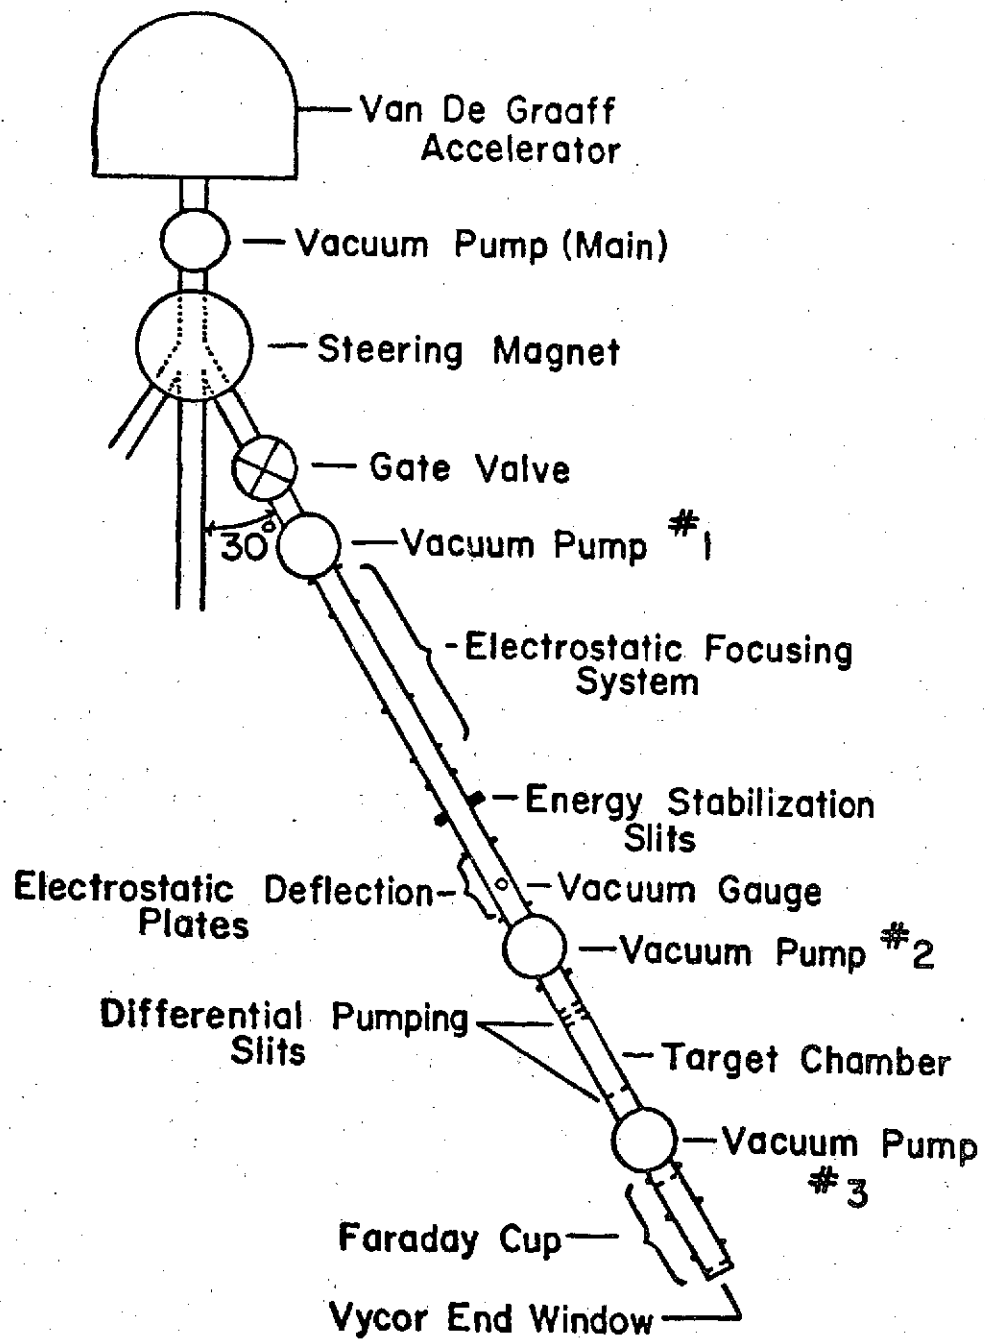 Van De Graaff
Accelerator
Vacuum Pump (Main)
Steering Magnet
Gate Valve
30°
Vacuum Pump #1
Electrostatic Focusing
System
Energy Stabilization
Slits
Electrostatic Deflection
Plates
Vacuum Gauge
Vacuum Pump #2
Differential Pumping
Slits
Target Chamber
Vacuum Pump
#3
Faraday Cup
Vycor End Window